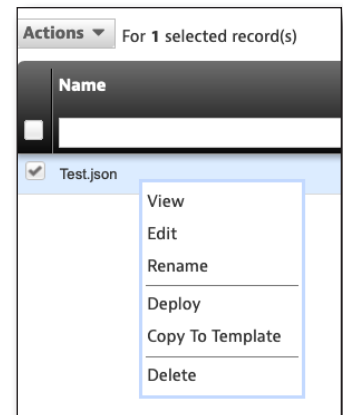 Actions For 1 selected record(s)
Name
Test.json
View
Edit
Rename
Deploy
Copy To Template
Delete